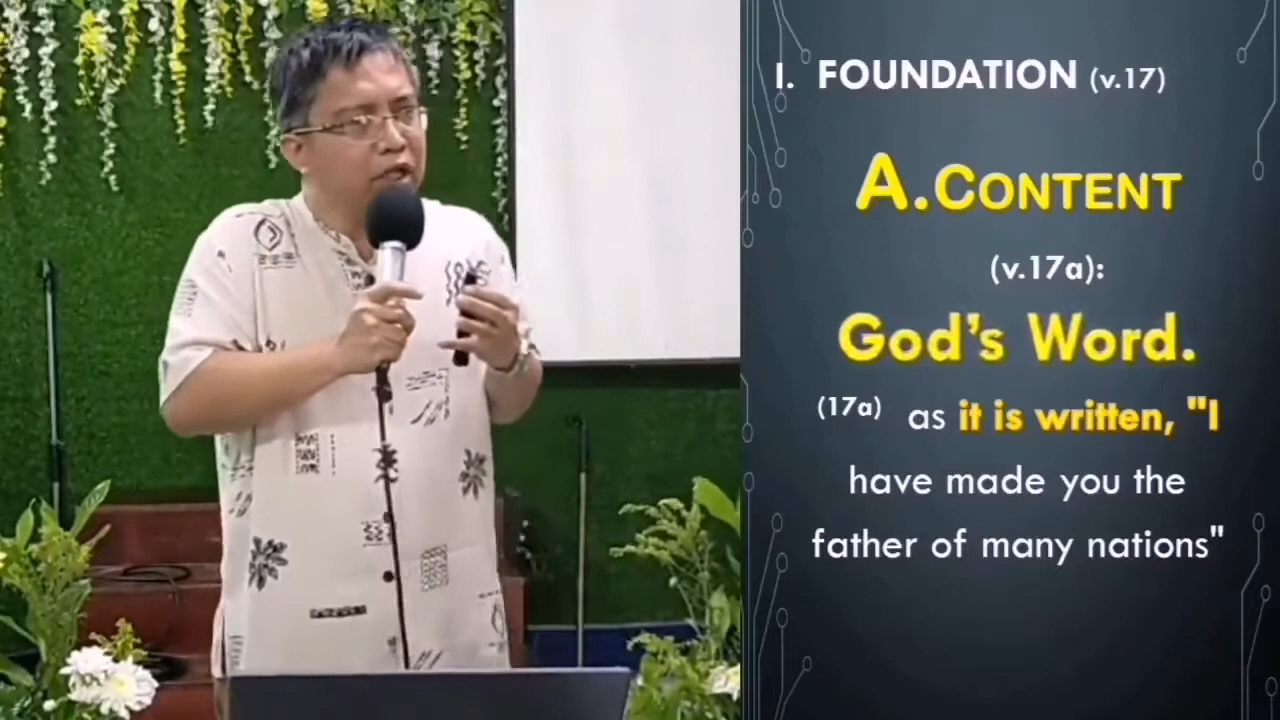 I. FOUNDATION (v.17)
A.CONTENT
(v.17a):
God's Word.
(17a) as it is written, "I
have made you the
father of many nations"